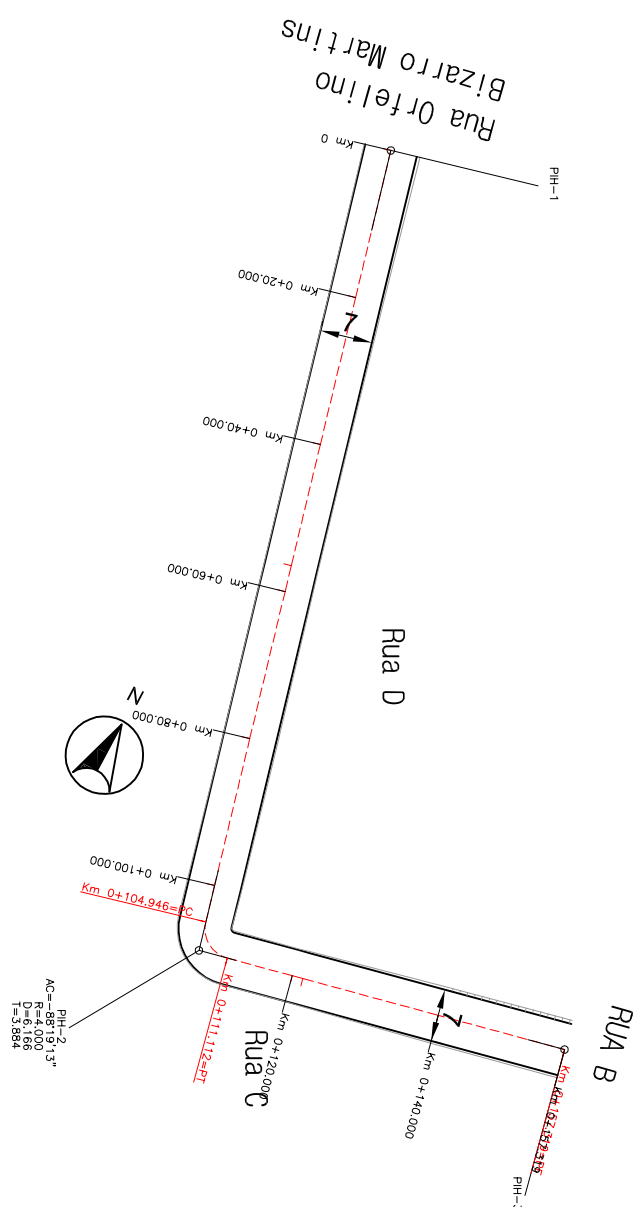 Rua Orfelino
Bizarro Martins
Km 0
PIH-1
Km 0+20.000
7
Km 0+40.000
Km 0+60.000
Rua D
N
Km 0+80.000
Km 0+100.000
Km 0+104.946=PC
PIH-2
AC=-88°19'13"
R=4.000
D=6.166
T=3.884
Km 0+111.112=PT
Rua C
Km 0+120.000
7
Km 0+140.000
RUA B